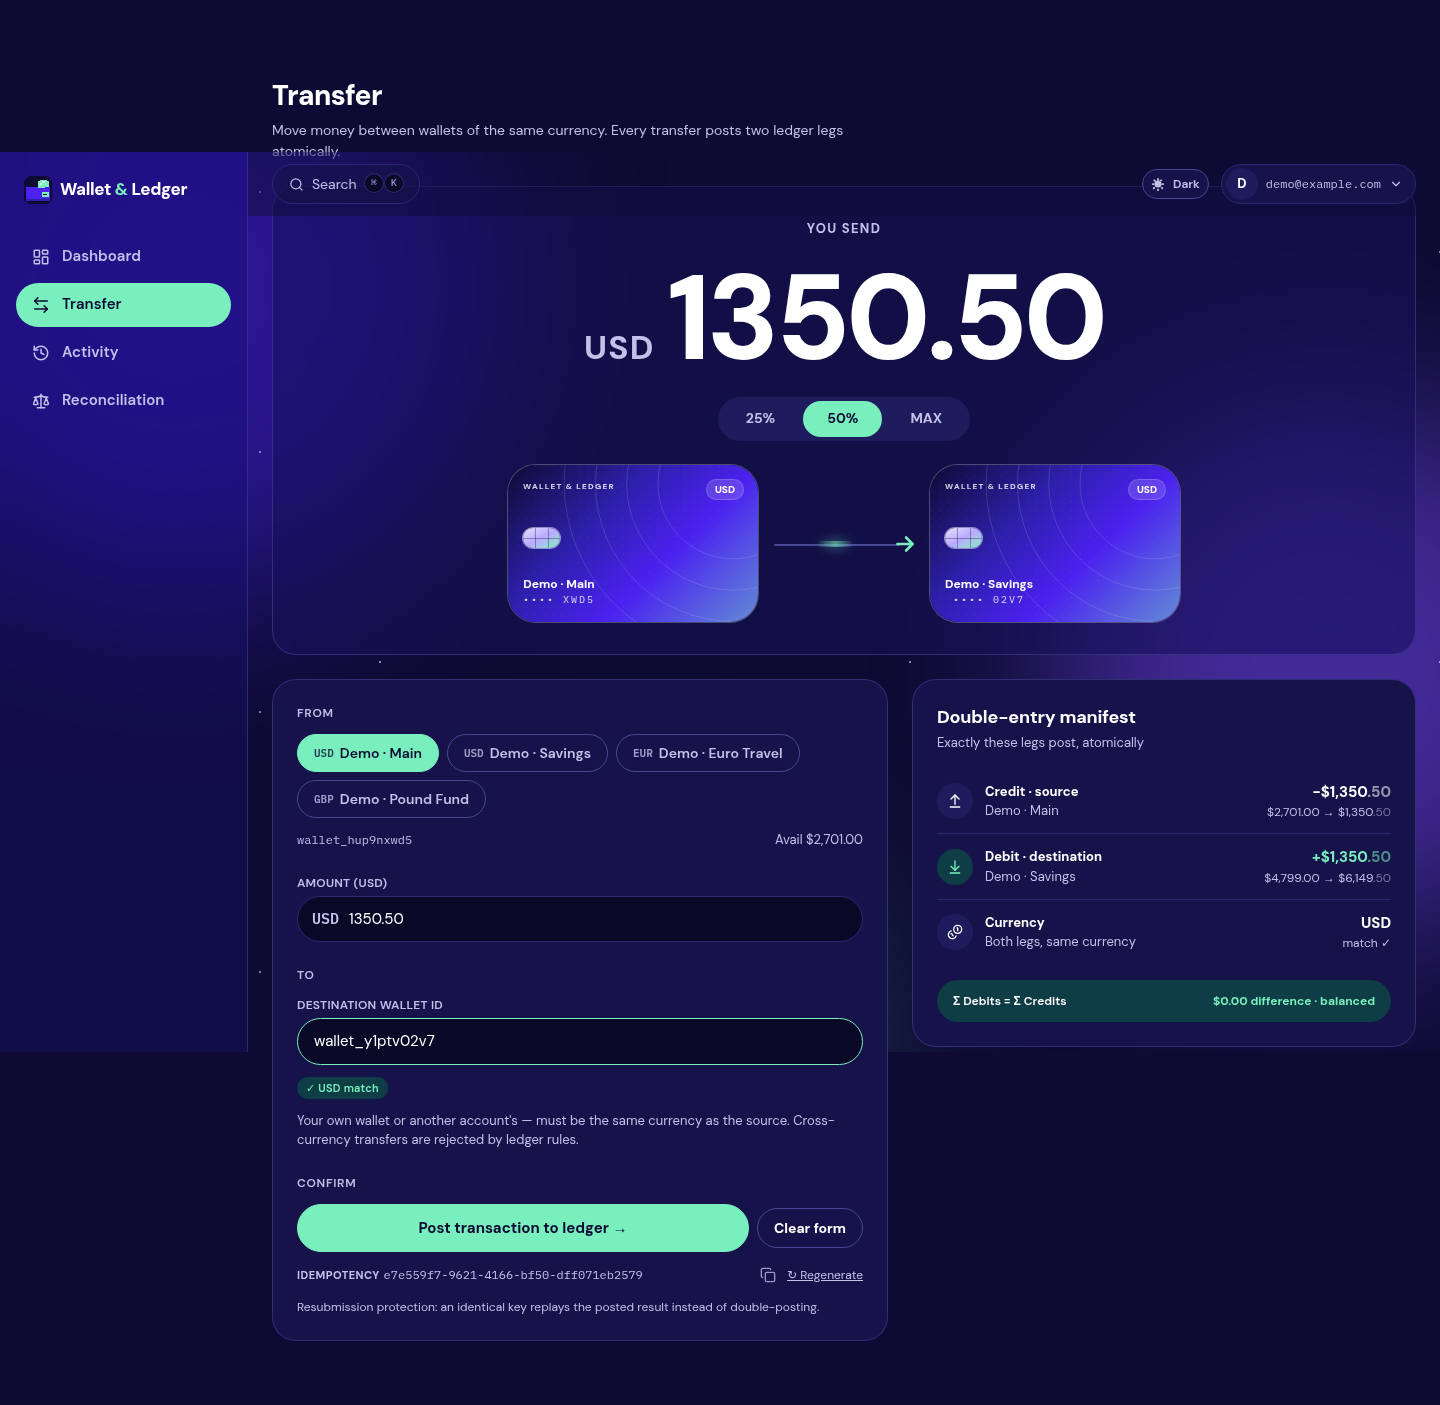 Transfer
Move money between wallets of the same currency. Every transfer posts two ledger legs
atomically.
Wallet & Ledger
Search ⌘ K
Dark
D demo@example.com
Dashboard
Transfer
Activity
Reconciliation
YOU SEND
USD 1350.50
25% 50% MAX
WALLET & LEDGER USD
Demo · Main
•••• XWD5
WALLET & LEDGER USD
Demo · Savings
•••• 02V7
FROM
USD Demo · Main
USD Demo · Savings
EUR Demo · Euro Travel
GBP Demo · Pound Fund
wallet_hup9nxwd5 Avail $2,701.00
AMOUNT (USD)
USD 1350.50
TO
DESTINATION WALLET ID
wallet_y1ptv02v7
✓ USD match
Your own wallet or another account's — must be the same currency as the source. Cross-
currency transfers are rejected by ledger rules.
CONFIRM
Post transaction to ledger →
Clear form
IDEMPOTENCY e7e559f7-9621-4166-bf50-dff071eb2579
↻ Regenerate
Resubmission protection: an identical key replays the posted result instead of double-posting.
Double-entry manifest
Exactly these legs post, atomically
Credit · source −$1,350.50
Demo · Main $2,701.00 → $1,350.50
Debit · destination +$1,350.50
Demo · Savings $4,799.00 → $6,149.50
Currency USD
Both legs, same currency match ✓
Σ Debits = Σ Credits $0.00 difference · balanced